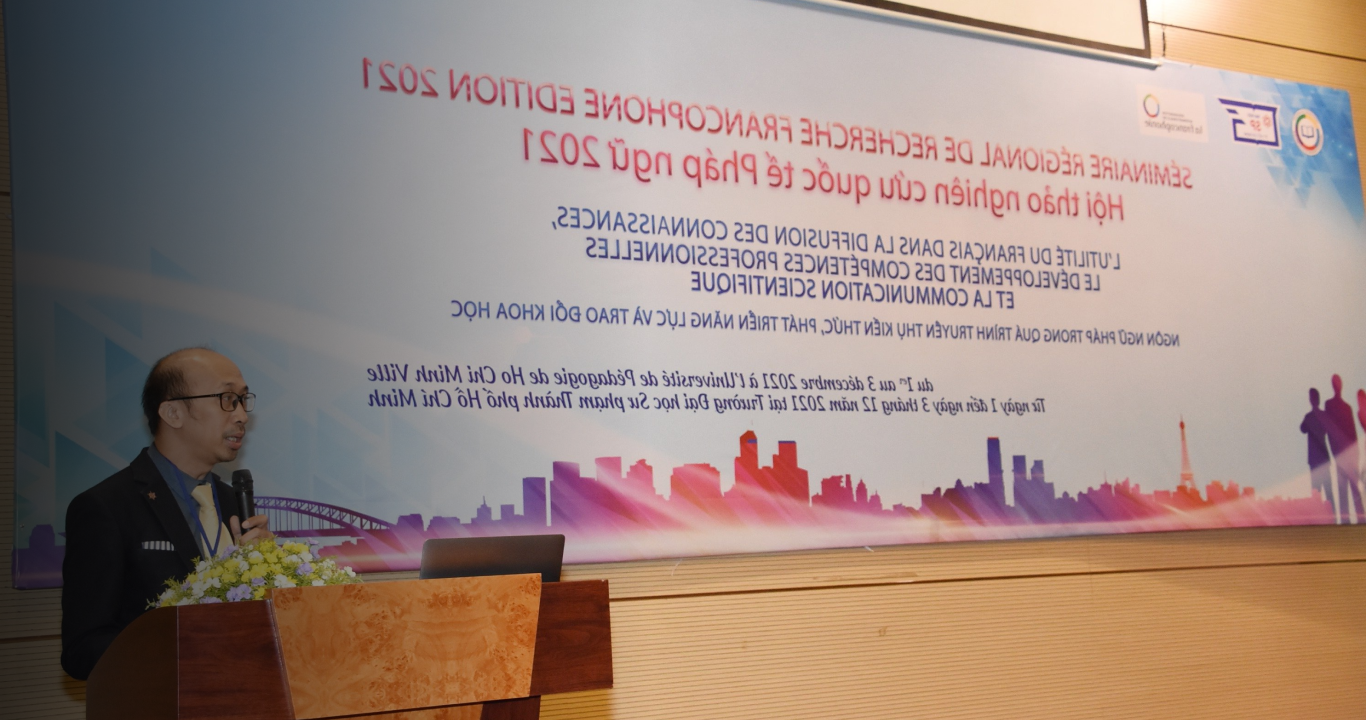 SÉMINAIRE RÉGIONAL DE RECHERCHE FRANCOPHONE EDITION 2021
Hội thảo nghiên cứu quốc tế Pháp ngữ 2021
L'UTILITÉ DU FRANÇAIS DANS LA DIFFUSION DES CONNAISSANCES,
LE DÉVELOPPEMENT DES COMPÉTENCES PROFESSIONNELLES
ET LA COMMUNICATION SCIENTIFIQUE
NGÔN NGỮ PHÁP TRONG QUÁ TRÌNH TRUYỀN THỤ KIẾN THỨC, PHÁT TRIỂN NĂNG LỰC VÀ TRAO ĐỔI KHOA HỌC
du 1er au 3 décembre 2021 à l'Université de Pédagogie de Ho Chi Minh Ville
Từ ngày 1 đến ngày 3 tháng 12 năm 2021 tại Trường Đại học Sư phạm Thành phố Hồ Chí Minh
la francophonie
SP